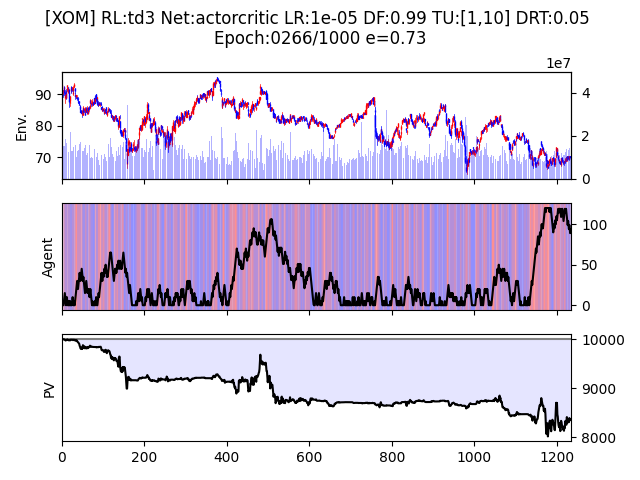 [XOM] RL:td3 Net:actorcritic LR:1e-05 DF:0.99 TU:[1,10] DRT:0.05
Epoch:0266/1000 e=0.73
1e7
Env.
90
80
70
4
2
0
Agent
100
50
0
PV
10000
9000
8000
0 200 400 600 800 1000 1200